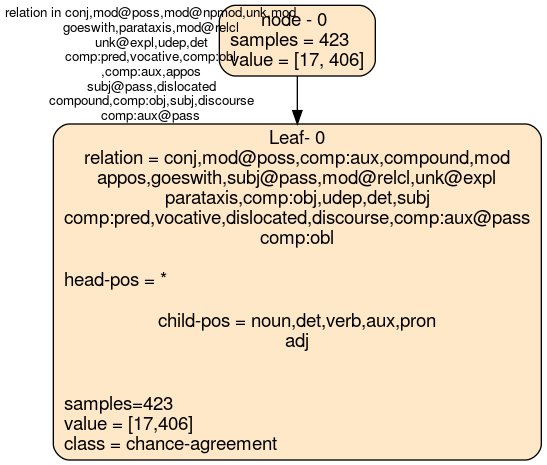 relation in conj,mod@poss,mod@npmod,unk,mod
goeswith,parataxis,mod@relcl
unk@expl,udep,det
comp:pred,vocative,comp:obl
,comp:aux,appos
subj@pass,dislocated
compound,comp:obj,subj,discourse
comp:aux@pass
node - 0
samples = 423
value = [17, 406]
Leaf- 0
relation = conj,mod@poss,comp:aux,compound,mod
appos,goeswith,subj@pass,mod@relcl,unk@expl
parataxis,comp:obj,udep,det,subj
comp:pred,vocative,dislocated,discourse,comp:aux@pass
comp:obl
head-pos = *
child-pos = noun,det,verb,aux,pron
adj
samples=423
value = [17,406]
class = chance-agreement